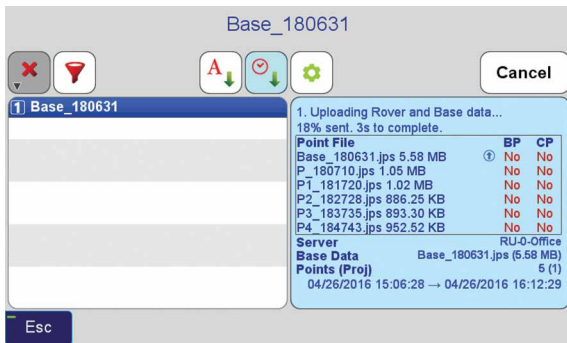 Base_180631
A
Cancel
1 Base_180631
1. Uploading Rover and Base data...
18% sent. 3s to complete.
Point File BP CP
Base_180631.jps 5.58 MB No No
P_180710.jps 1.05 MB No No
P1_181720.jps 1.02 MB No No
P2_182728.jps 886.25 KB No No
P3_183735.jps 893.30 KB No No
P4_184743.jps 952.52 KB No No
Server RU-0-Office
Base Data Base_180631.jps (5.58 MB)
Points (Proj) 5 (1)
04/26/2016 15:06:28 → 04/26/2016 16:12:29
Esc